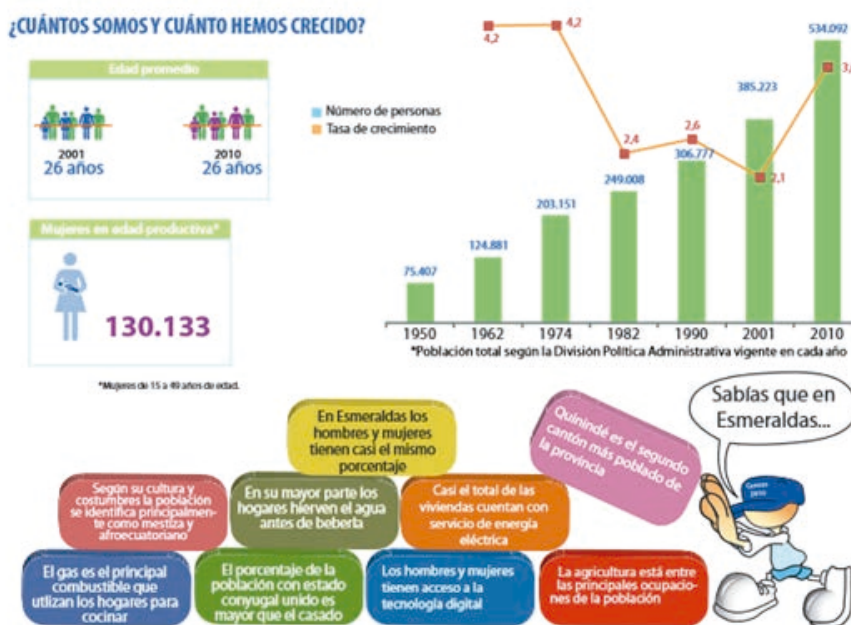 ¿CUÁNTOS SOMOS Y CUÁNTO HEMOS CRECIDO?
Edad promedio
2001
26 años
2010
26 años
Mujeres en edad productiva*
130.133
*Mujeres de 15 a 49 años de edad.
Número de personas
Tasa de crecimiento
4,2
4,2
2,4
2,6
2,1
3,
75.407
124.881
203.151
249.008
306.777
385.223
534.092
1950
1962
1974
1982
1990
2001
2010
*Población total según la División Política Administrativa vigente en cada año
Sabías que en
Esmeraldas...
En Esmeraldas los
hombres y mujeres
tienen casi el mismo
porcentaje
Quinindé es el segundo
cantón más poblado de
la provincia
Según su cultura y
costumbres la población
se identifica principalmen-
te como mestiza y
afroecuatoriano
En su mayor parte los
hogares hierven el agua
antes de beberla
Casi el total de las
viviendas cuentan con
servicio de energía
eléctrica
El gas es el principal
combustible que
utilizan los hogares para
cocinar
El porcentaje de la
población con estado
conyugal unido es
mayor que el casado
Los hombres y mujeres
tienen acceso a la
tecnología digital
La agricultura está entre
las principales ocupacio-
nes de la población